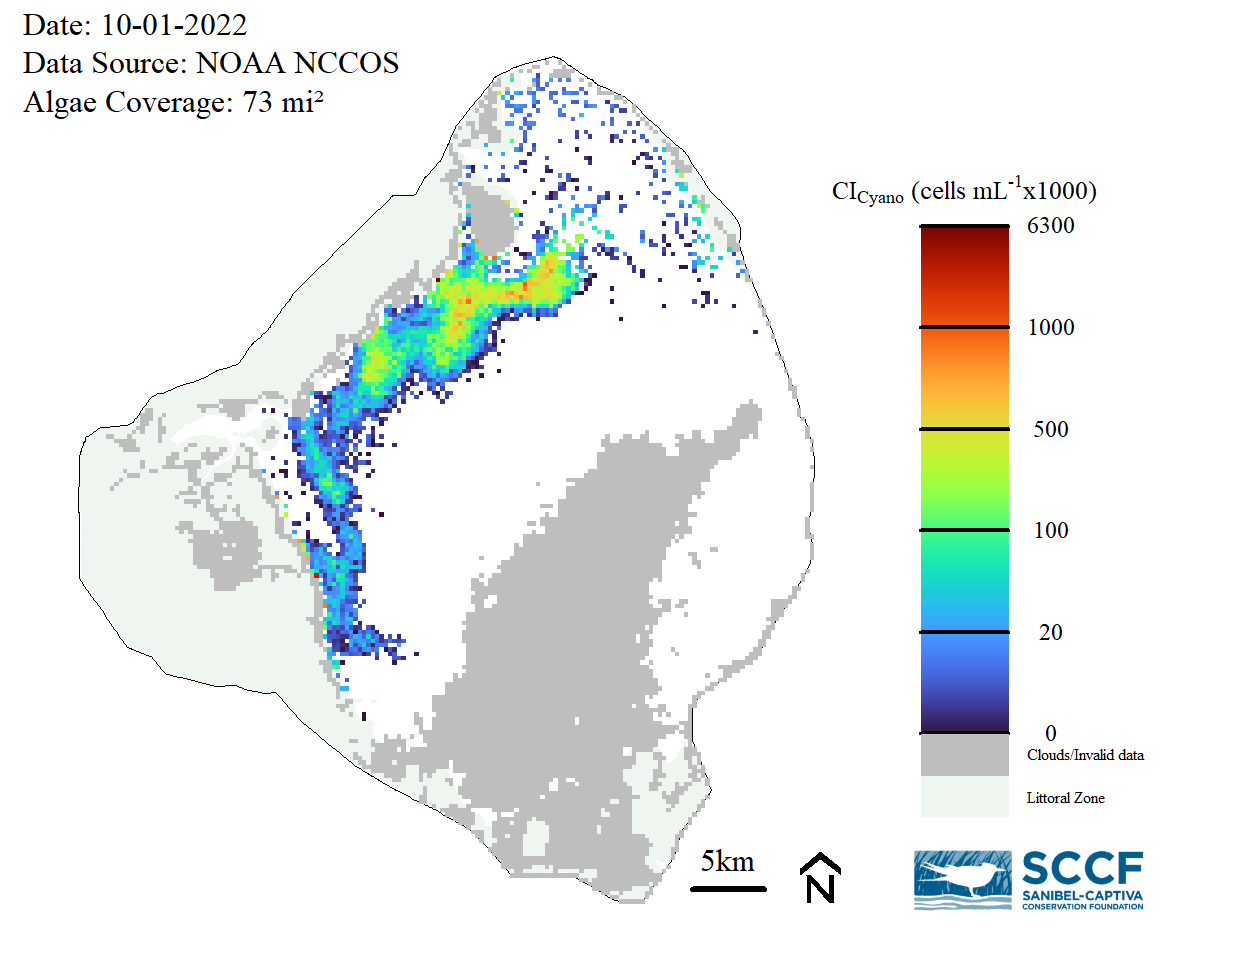 Date: 10-01-2022
Data Source: NOAA NCCOS
Algae Coverage: 73 mi²
CICyano (cells mL-1x1000)
6300
1000
500
100
20
0
Clouds/Invalid data
Littoral Zone
5km
N
SCCF
SANIBEL-CAPTIVA
CONSERVATION FOUNDATION